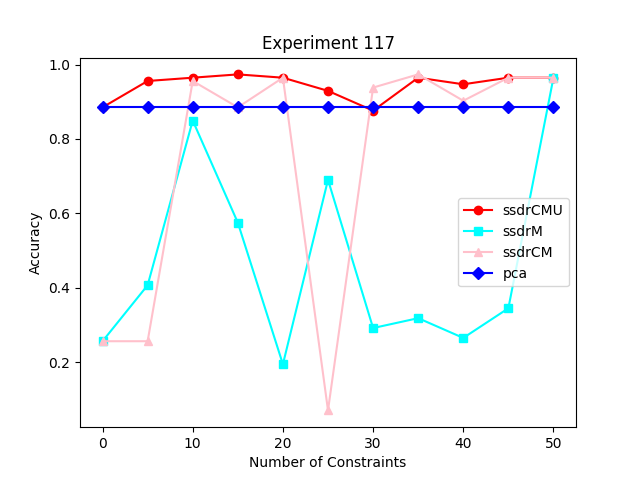 Experiment 117
1.0
0.8
0.6
0.4
0.2
Accuracy
ssdrCMU
ssdrM
ssdrCM
pca
0 10 20 30 40 50
Number of Constraints